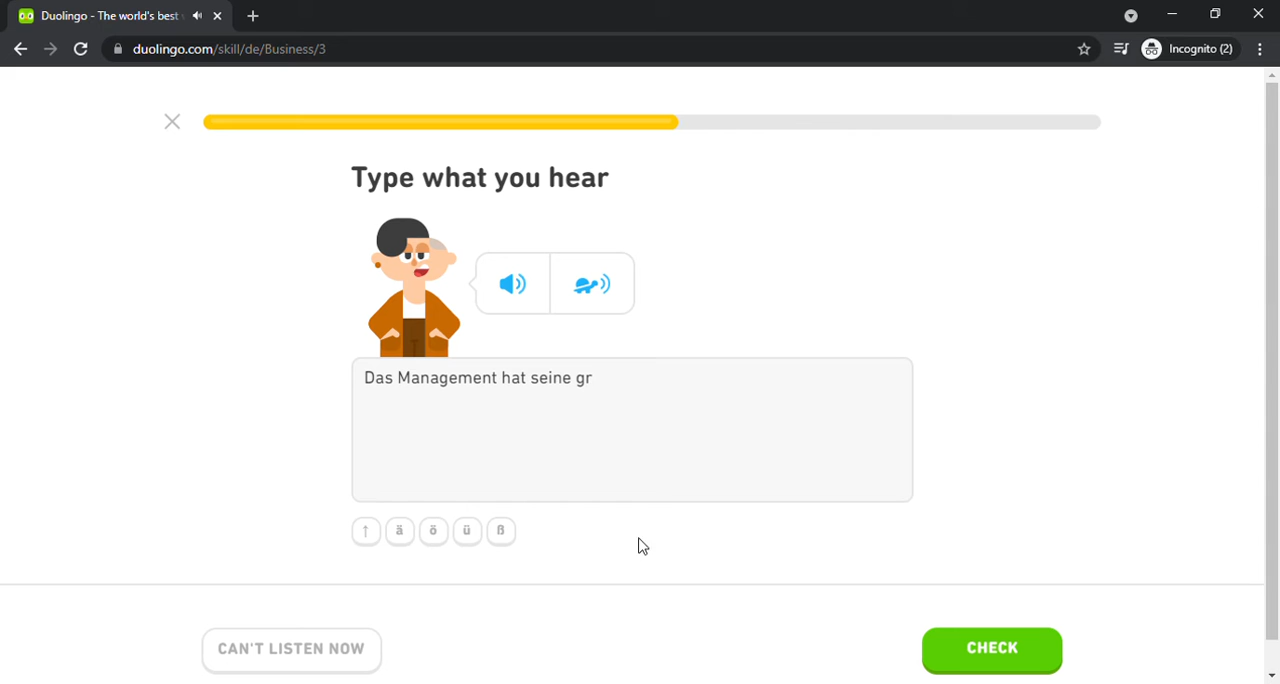 Duolingo - The world's best
duolingo.com/skill/de/Business/3
Incognito (2)
Type what you hear
Das Management hat seine gr
↑ ä ö ü ß
CAN'T LISTEN NOW
CHECK